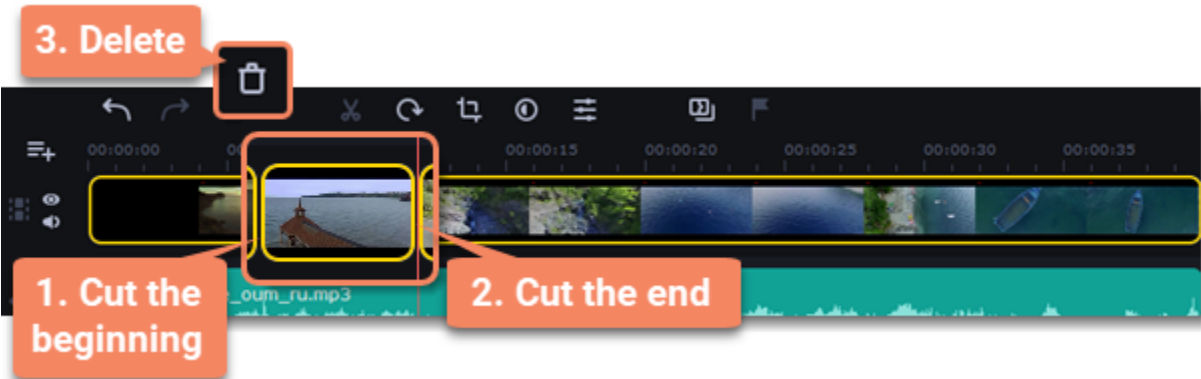 3. Delete
00:00:00
00
00:00:15
00:00:20
00:00:25
00:00:30
00:00:35
1. Cut the
beginning
_oum_ru.mp3
2. Cut the end